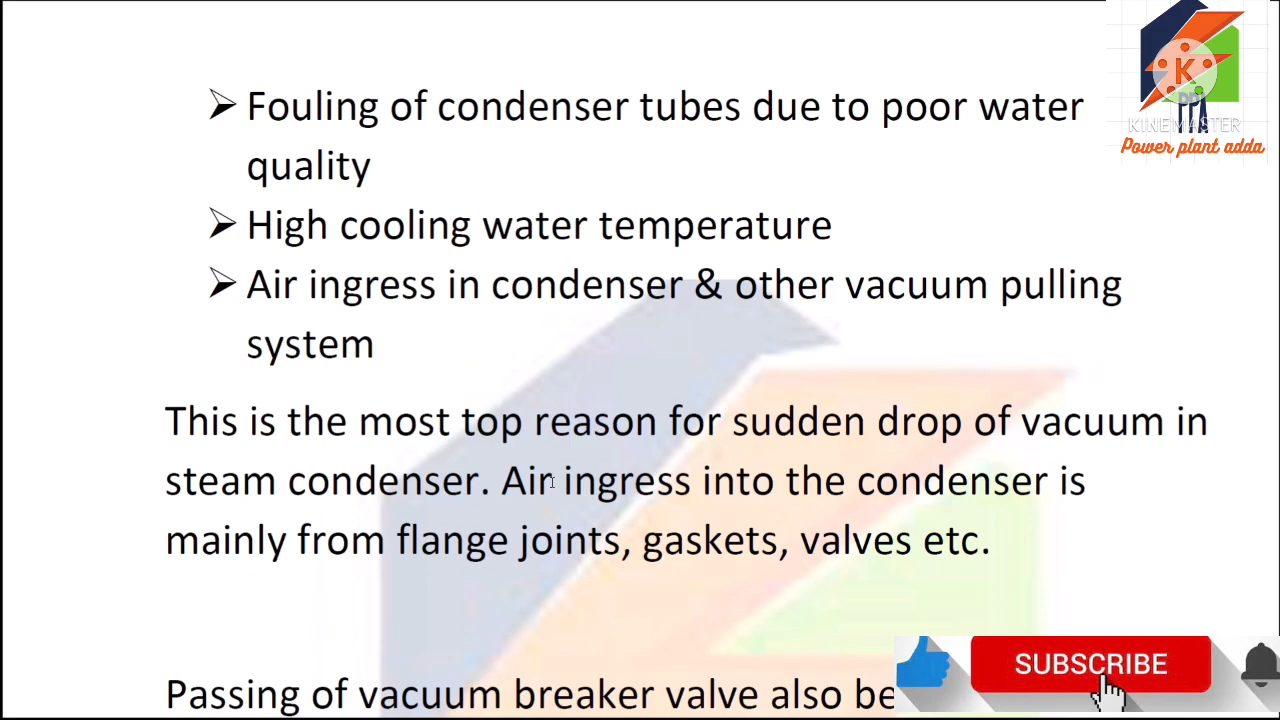 ➢ Fouling of condenser tubes due to poor water
quality
➢ High cooling water temperature
➢ Air ingress in condenser & other vacuum pulling
system
This is the most top reason for sudden drop of vacuum in
steam condenser. Air ingress into the condenser is
mainly from flange joints, gaskets, valves etc.
Passing of vacuum breaker valve also be
K
KINEMASTER
Power plant adda
SUBSCRIBE